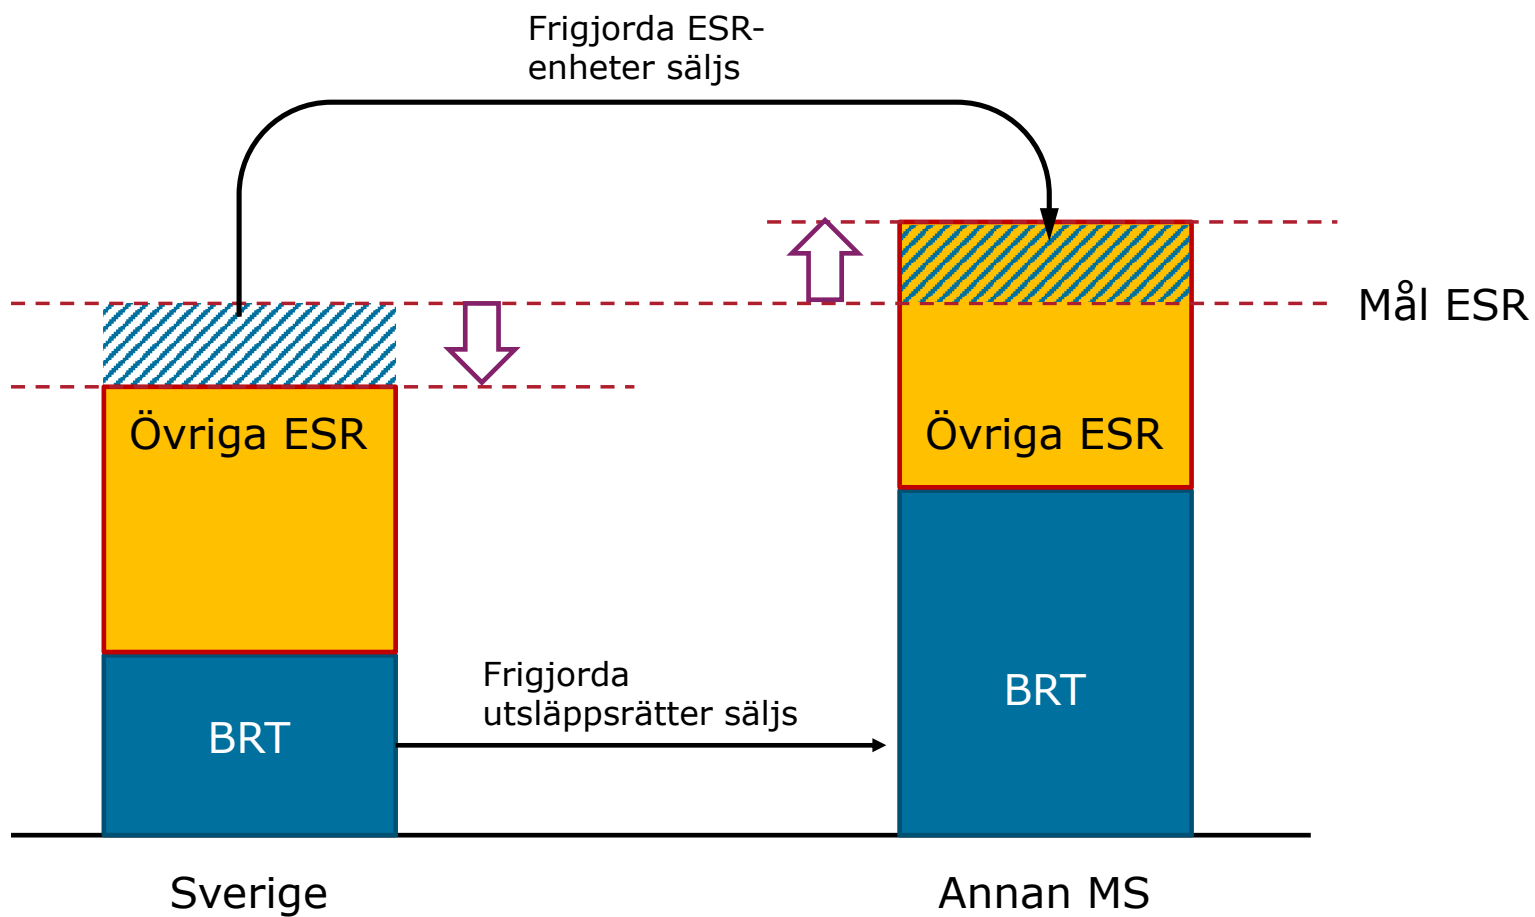 Frigjorda ESR-
enheter säljs
Mål ESR
Övriga ESR
Övriga ESR
Frigjorda
utsläppsrätter säljs
BRT
BRT
Sverige
Annan MS